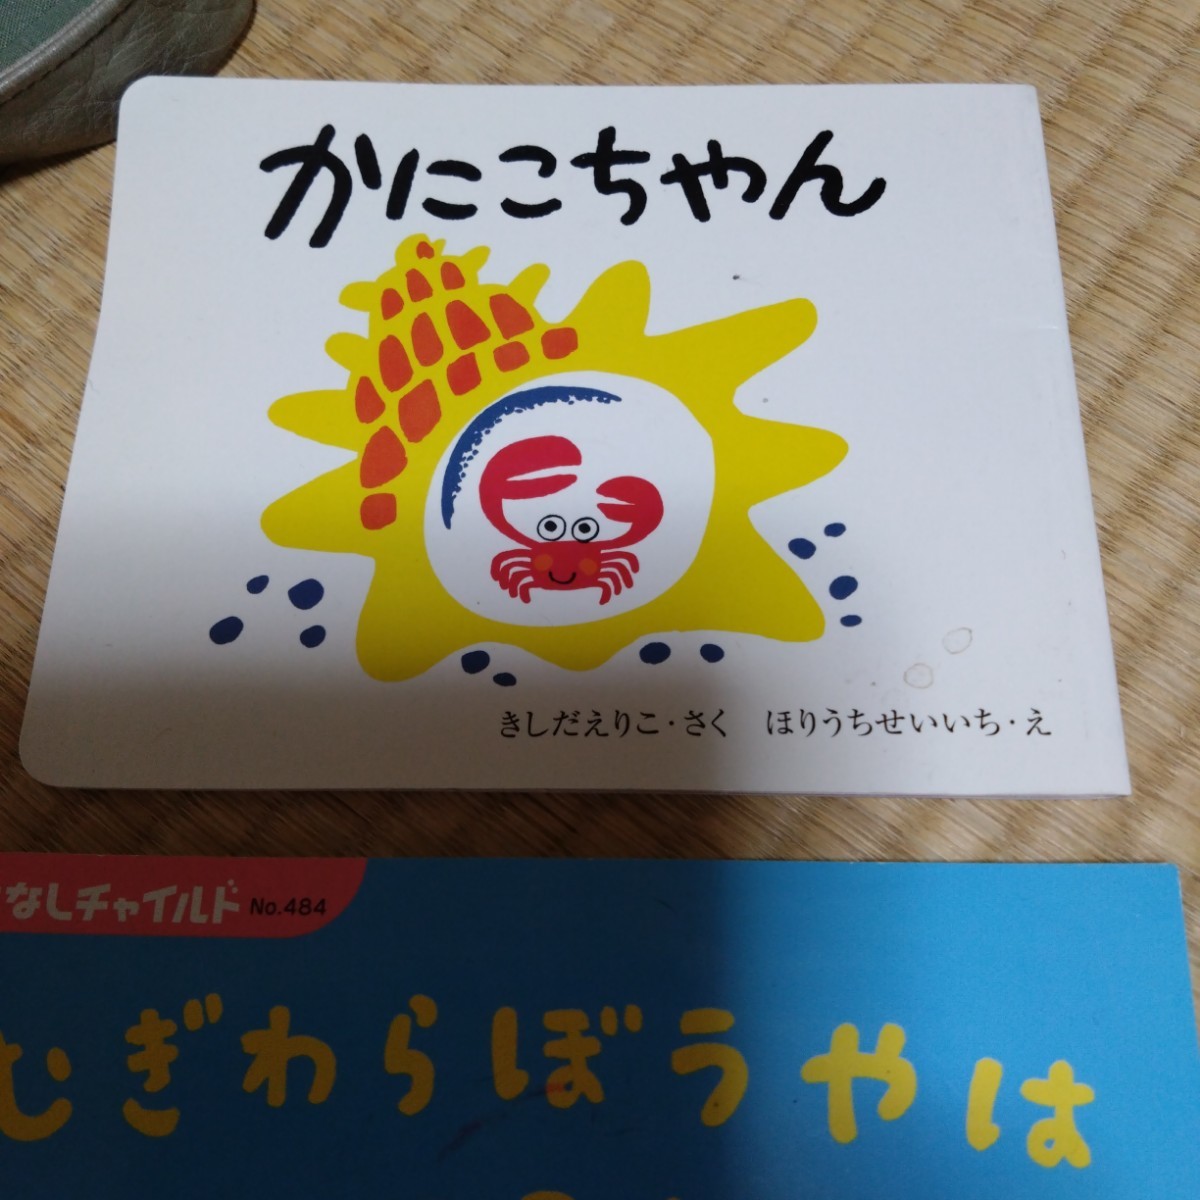 かにこちゃん
きしだえりこ・さく　ほりうちせいいち・え
なしチャイルド No.484
むぎわらぼうやは